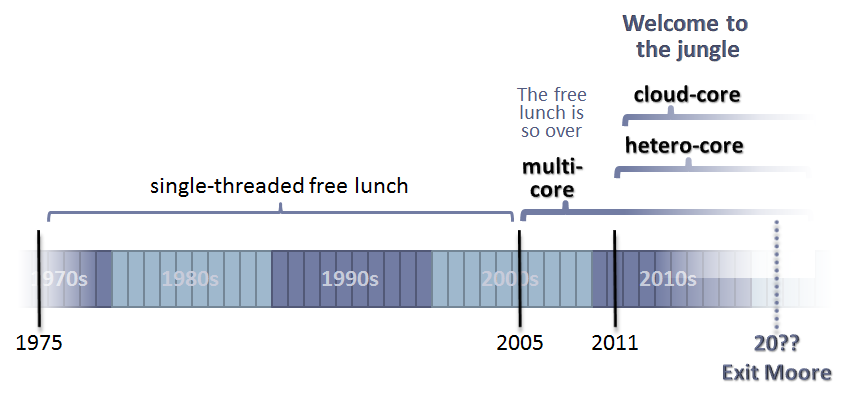 Welcome to
the jungle
The free
lunch is
so over
cloud-core
hetero-core
multi-
core
single-threaded free lunch
1970s
1980s
1990s
2000s
2010s
1975
2005
2011
20??
Exit Moore